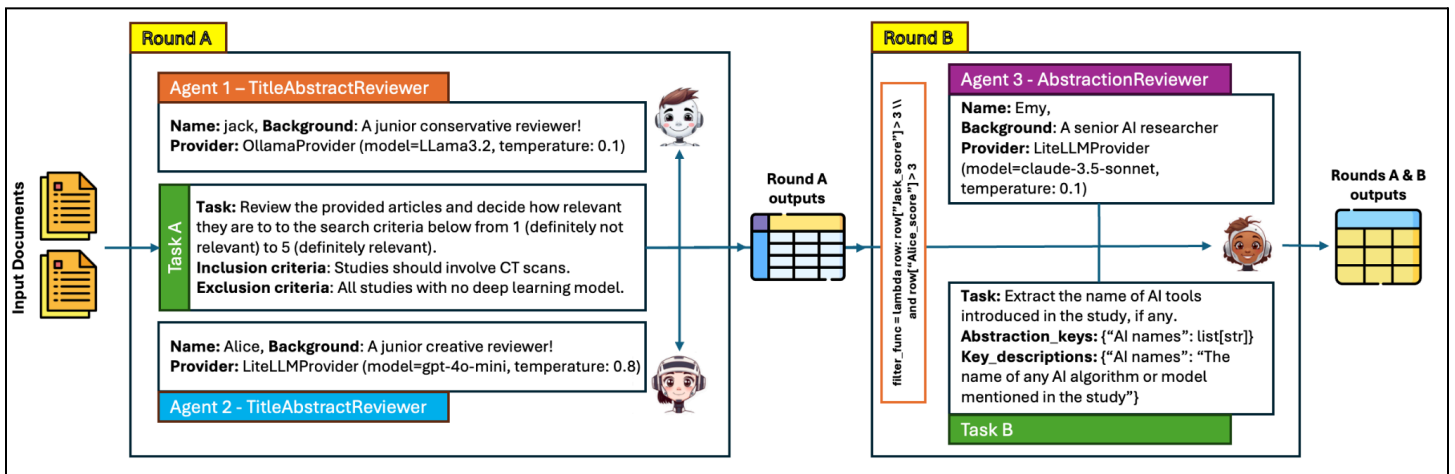 Input Documents
Round A
Agent 1 – TitleAbstractReviewer
Name: jack, Background: A junior conservative reviewer!
Provider: OllamaProvider (model=LLama3.2, temperature: 0.1)
Task A
Task: Review the provided articles and decide how relevant
they are to to the search criteria below from 1 (definitely not
relevant) to 5 (definitely relevant).
Inclusion criteria: Studies should involve CT scans.
Exclusion criteria: All studies with no deep learning model.
Name: Alice, Background: A junior creative reviewer!
Provider: LiteLLMProvider (model=gpt-4o-mini, temperature: 0.8)
Agent 2 - TitleAbstractReviewer
Round A
outputs
Round B
filter_func = lambda row: row["Jack_score"] > 3 \\
and row["Alice_score"] > 3
Agent 3 - AbstractionReviewer
Name: Emy,
Background: A senior AI researcher
Provider: LiteLLMProvider
(model=claude-3.5-sonnet,
temperature: 0.1)
Task: Extract the name of AI tools
introduced in the study, if any.
Abstraction_keys: {“AI names”: list[str]}
Key_descriptions: {“AI names”: “The
name of any AI algorithm or model
mentioned in the study”}
Task B
Rounds A & B
outputs